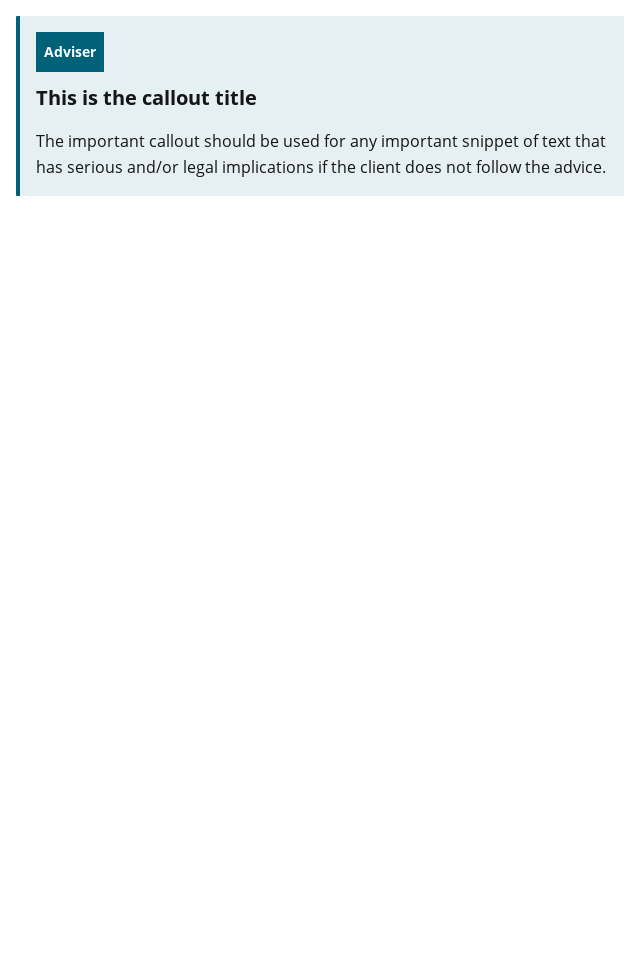 Adviser
This is the callout title
The important callout should be used for any important snippet of text that
has serious and/or legal implications if the client does not follow the advice.